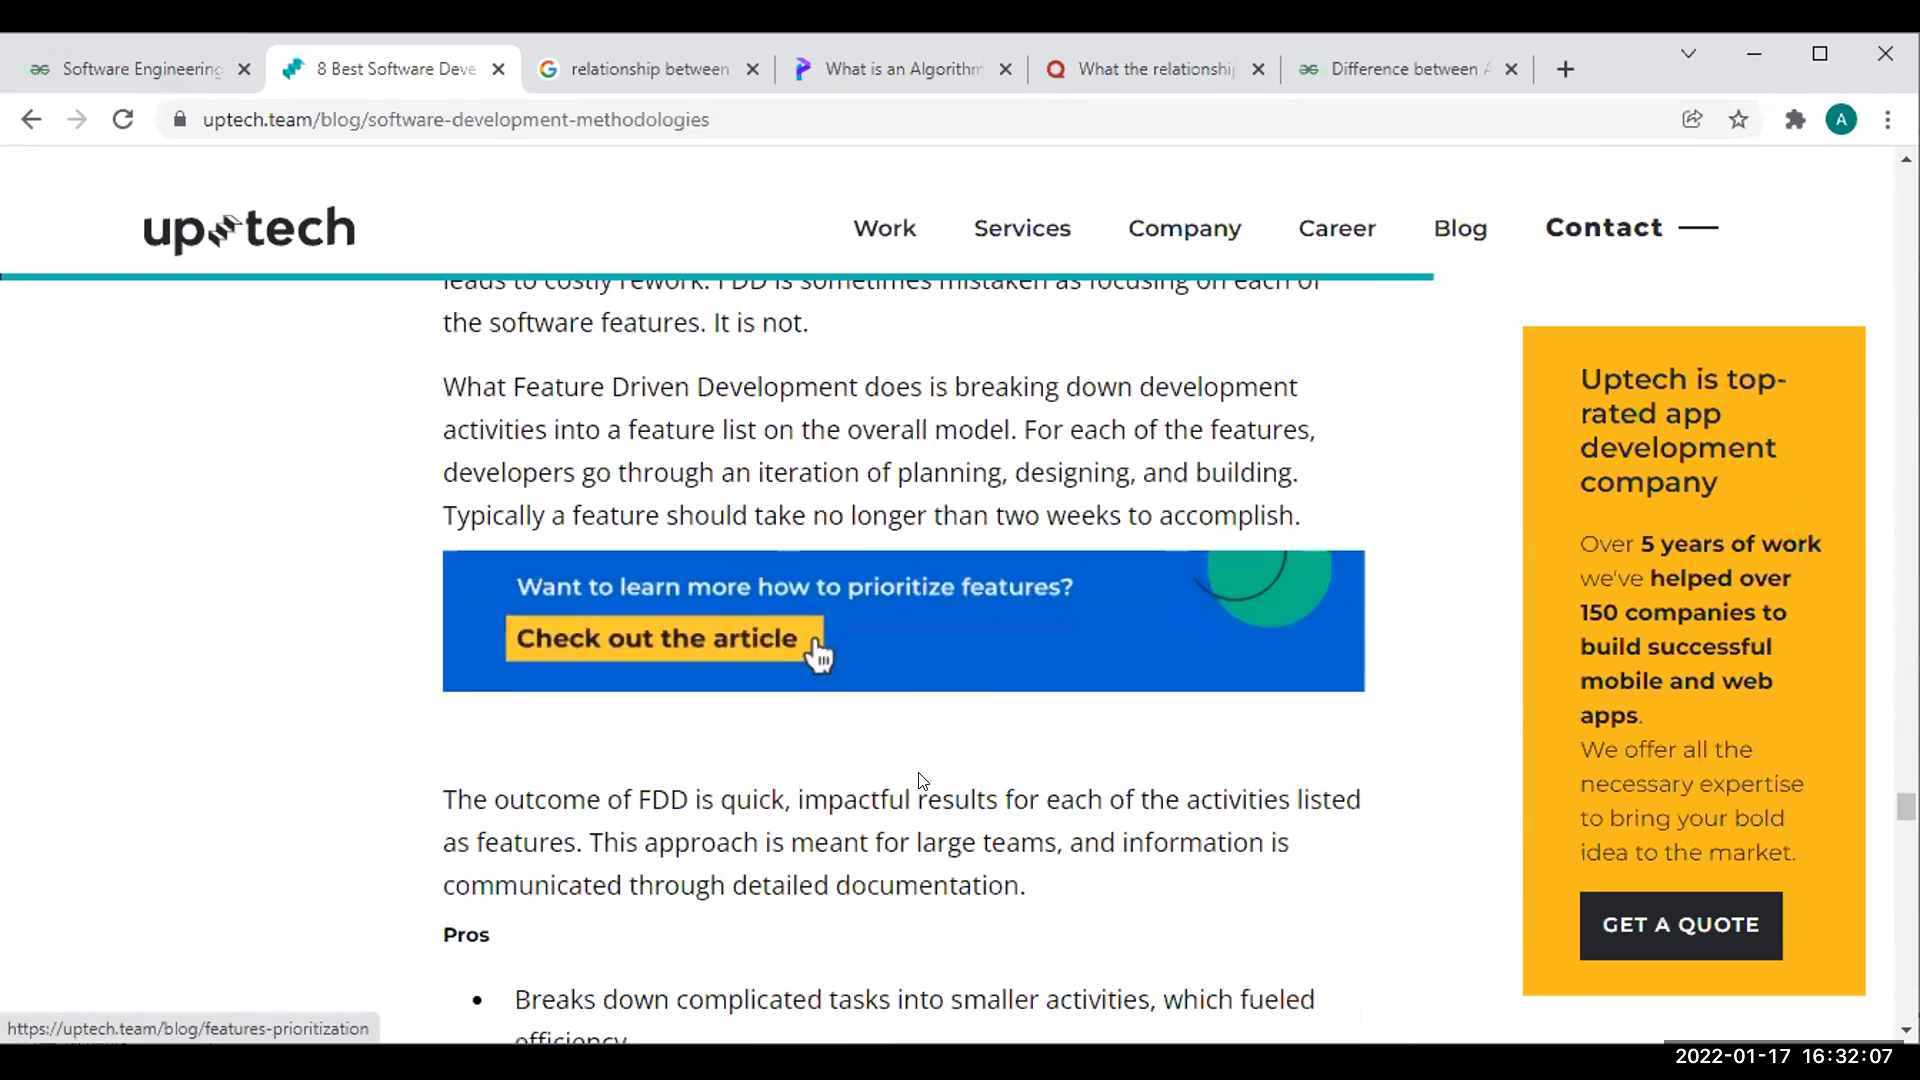 Software Engineering
8 Best Software Deve
relationship between
What is an Algorithm
What the relationshi
Difference between A
uptech.team/blog/software-development-methodologies
A
uptech
Work
Services
Company
Career
Blog
Contact
leads to costly rework. FDD is sometimes mistaken as focusing on each of
the software features. It is not.
What Feature Driven Development does is breaking down development
activities into a feature list on the overall model. For each of the features,
developers go through an iteration of planning, designing, and building.
Typically a feature should take no longer than two weeks to accomplish.
Want to learn more how to prioritize features?
Check out the article
The outcome of FDD is quick, impactful results for each of the activities listed
as features. This approach is meant for large teams, and information is
communicated through detailed documentation.
Pros
• Breaks down complicated tasks into smaller activities, which fueled
efficiency
Uptech is top-
rated app
development
company
Over 5 years of work
we've helped over
150 companies to
build successful
mobile and web
apps.
We offer all the
necessary expertise
to bring your bold
idea to the market.
GET A QUOTE
https://uptech.team/blog/features-prioritization
2022-01-17 16:32:07